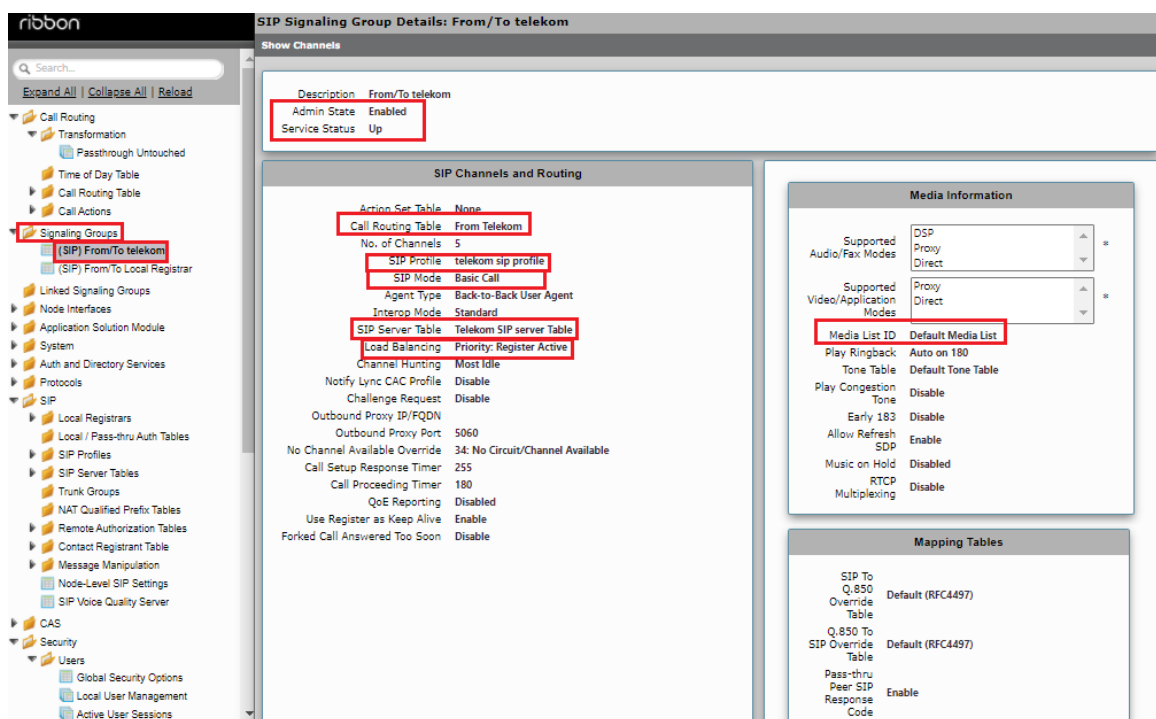 ribbon
Search...
Expand All | Collapse All | Reload
Call Routing
Transformation
Passthrough Untouched
Time of Day Table
Call Routing Table
Call Actions
Signaling Groups
(SIP) From/To telekom
(SIP) From/To Local Registrar
Linked Signaling Groups
Node Interfaces
Application Solution Module
System
Auth and Directory Services
Protocols
SIP
Local Registrars
Local / Pass-thru Auth Tables
SIP Profiles
SIP Server Tables
Trunk Groups
NAT Qualified Prefix Tables
Remote Authorization Tables
Contact Registrant Table
Message Manipulation
Node-Level SIP Settings
SIP Voice Quality Server
CAS
Security
Users
Global Security Options
Local User Management
Active User Sessions
SIP Signaling Group Details: From/To telekom
Show Channels
Description From/To telekom
Admin State Enabled
Service Status Up
SIP Channels and Routing
Action Set Table None
Call Routing Table From Telekom
No. of Channels 5
SIP Profile telekom sip profile
SIP Mode Basic Call
Agent Type Back-to-Back User Agent
Interop Mode Standard
SIP Server Table Telekom SIP server Table
Load Balancing Priority: Register Active
Channel Hunting Most Idle
Notify Lync CAC Profile Disable
Challenge Request Disable
Outbound Proxy IP/FQDN
Outbound Proxy Port 5060
No Channel Available Override 34: No Circuit/Channel Available
Call Setup Response Timer 255
Call Proceeding Timer 180
QoE Reporting Disabled
Use Register as Keep Alive Enable
Forked Call Answered Too Soon Disable
Media Information
Supported
Audio/Fax Modes
DSP
Proxy
Direct
*
Supported
Video/Application
Modes
Proxy
Direct
*
Media List ID Default Media List
Play Ringback Auto on 180
Tone Table Default Tone Table
Play Congestion
Tone Disable
Early 183 Disable
Allow Refresh
SDP Enable
Music on Hold Disabled
RTCP
Multiplexing Disable
Mapping Tables
SIP To
Q.850
Override
Table Default (RFC4497)
Q.850 To
SIP Override
Table Default (RFC4497)
Pass-thru
Peer SIP
Response
Code Enable